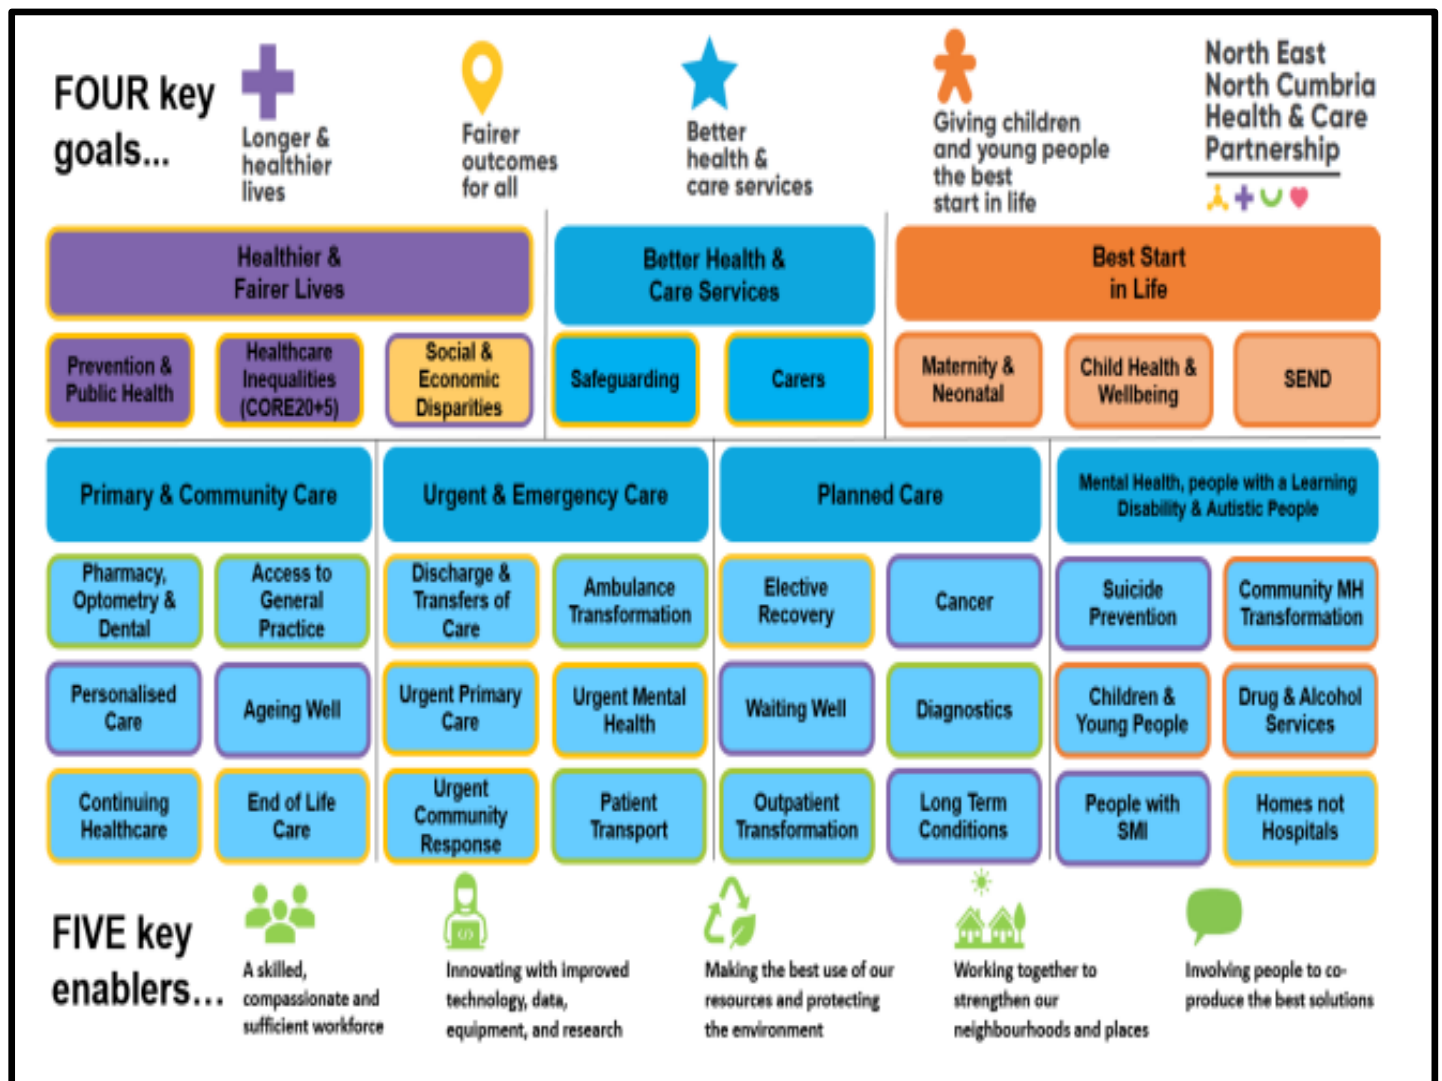 FOUR key
goals...
Longer &
healthier
lives
Fairer
outcomes
for all
Better
health &
care services
Giving children
and young people
the best
start in life
North East
North Cumbria
Health & Care
Partnership
Healthier &
Fairer Lives
Better Health &
Care Services
Best Start
in Life
Prevention &
Public Health
Healthcare
Inequalities
(CORE20+5)
Social &
Economic
Disparities
Safeguarding
Carers
Maternity &
Neonatal
Child Health &
Wellbeing
SEND
Primary & Community Care
Urgent & Emergency Care
Planned Care
Mental Health, people with a Learning
Disability & Autistic People
Pharmacy,
Optometry &
Dental
Access to
General
Practice
Discharge &
Transfers of
Care
Ambulance
Transformation
Elective
Recovery
Cancer
Suicide
Prevention
Community MH
Transformation
Personalised
Care
Ageing Well
Urgent Primary
Care
Urgent Mental
Health
Waiting Well
Diagnostics
Children &
Young People
Drug & Alcohol
Services
Continuing
Healthcare
End of Life
Care
Urgent
Community
Response
Patient
Transport
Outpatient
Transformation
Long Term
Conditions
People with
SMI
Homes not
Hospitals
FIVE key
enablers...
A skilled,
compassionate and
sufficient workforce
Innovating with improved
technology, data,
equipment, and research
Making the best use of our
resources and protecting
the environment
Working together to
strengthen our
neighbourhoods and places
Involving people to co-
produce the best solutions